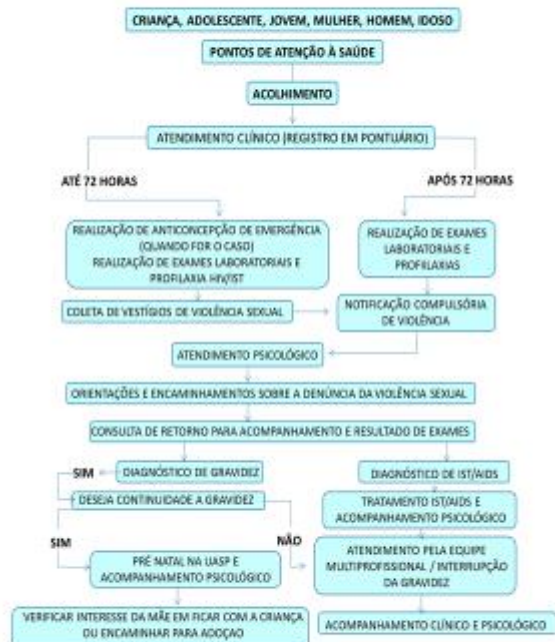 CRIANÇA, ADOLESCENTE, JOVEM, MULHER, HOMEM, IDOSO
PONTOS DE ATENÇÃO À SAÚDE
ACOLHIMENTO
ATENDIMENTO CLÍNICO (REGISTRO EM PONTUÁRIO)
ATÉ 72 HORAS
APÓS 72 HORAS
REALIZAÇÃO DE ANTICONCEPÇÃO DE EMERGÊNCIA
(QUANDO FOR O CASO)
REALIZAÇÃO DE EXAMES LABORATORIAIS E
PROFILAXIA HIV/IST
REALIZAÇÃO DE EXAMES
LABORATORIAIS E
PROFILAXIAS
COLETA DE VESTÍGIOS DE VIOLÊNCIA SEXUAL
NOTIFICAÇÃO COMPULSÓRIA
DE VIOLÊNCIA
ATENDIMENTO PSICOLÓGICO
ORIENTAÇÕES E ENCAMINHAMENTOS SOBRE A DENÚNCIA DA VIOLÊNCIA SEXUAL
CONSULTA DE RETORNO PARA ACOMPANHAMENTO E RESULTADO DE EXAMES
SIM
DIAGNÓSTICO DE GRAVIDEZ
DIAGNÓSTICO DE IST/AIDS
DESEJA CONTINUIDADE A GRAVIDEZ
TRATAMENTO IST/AIDS E
ACOMPANHAMENTO PSICOLÓGICO
SIM
NÃO
PRÉ NATAL NA UASP E
ACOMPANHAMENTO PSICOLÓGICO
ATENDIMENTO PELA EQUIPE
MULTIPROFISSIONAL / INTERRUPÇÃO
DA GRAVIDEZ
VERIFICAR INTERESSE DA MÃE EM FICAR COM A CRIANÇA
OU ENCAMINHAR PARA ADOÇAO
ACOMPANHAMENTO CLÍNICO E PSICOLÓGICO